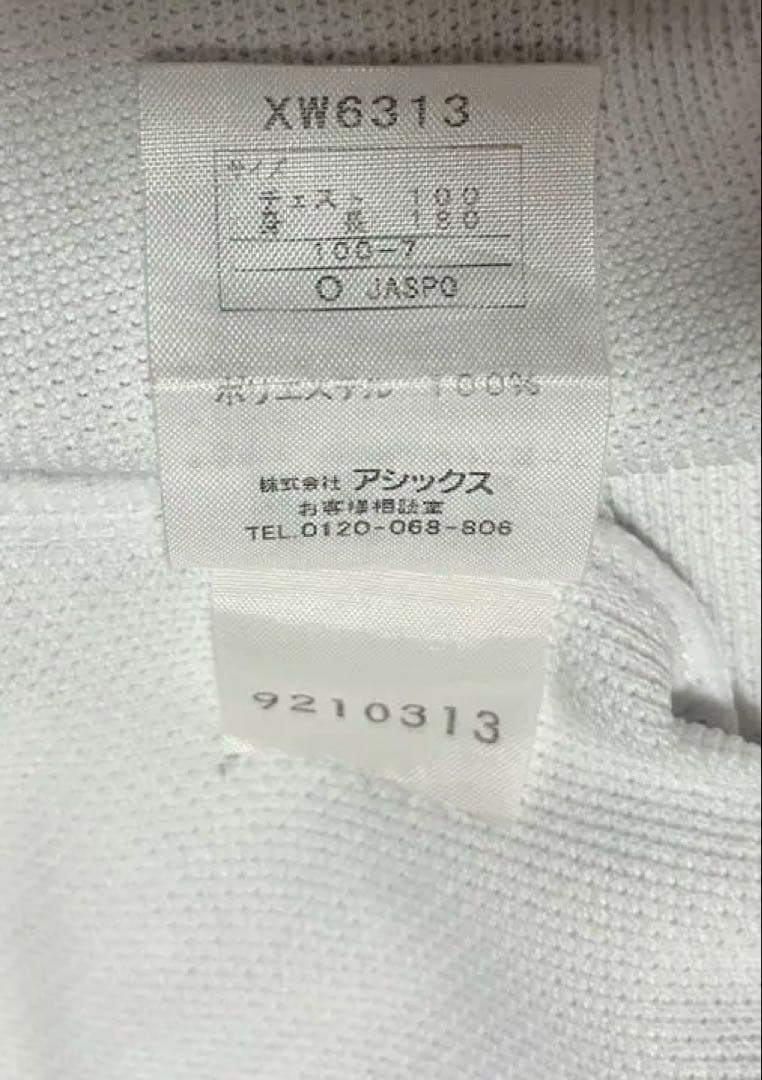 XW6313
サイズ
チェスト 100
身長 180
100-7
O JASPO
ポリエステル 100%
株式会社 アシックス
お客様相談室
TEL.0120-068-806
9210313